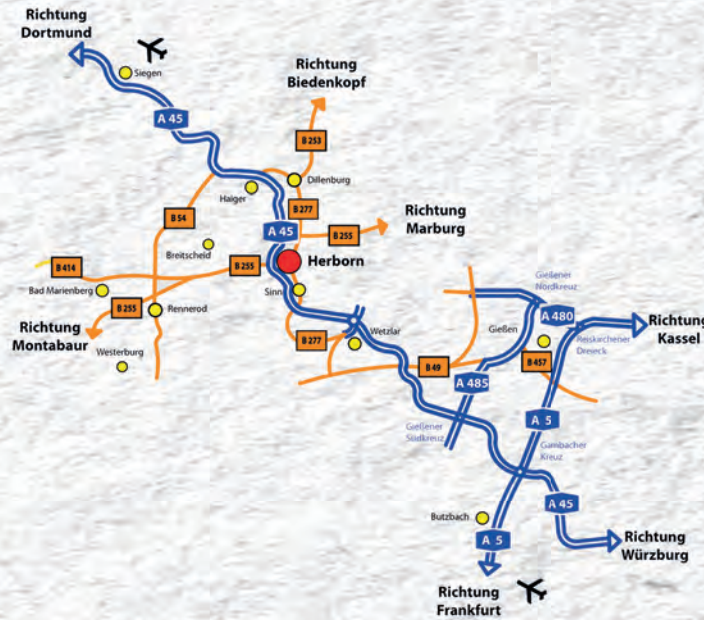 Richtung
Dortmund
Siegen
Richtung
Biedenkopf
A 45
B 253
Dillenburg
Haiger
B 277
B 54
Richtung
Marburg
B 255
A 45
Breitscheid
B 414
B 255
Herborn
Bad Marienberg
Sinn
B 255
Rennerod
Richtung
Montabaur
Westerburg
B 277
Wetzlar
Gießener
Nordkreuz
A 480
Gießen
Reiskirchener
Dreieck
Richtung
Kassel
B 49
B 457
A 485
Gießener
Südkreuz
A 5
Gambacher
Kreuz
Butzbach
A 45
A 5
Richtung
Würzburg
Richtung
Frankfurt